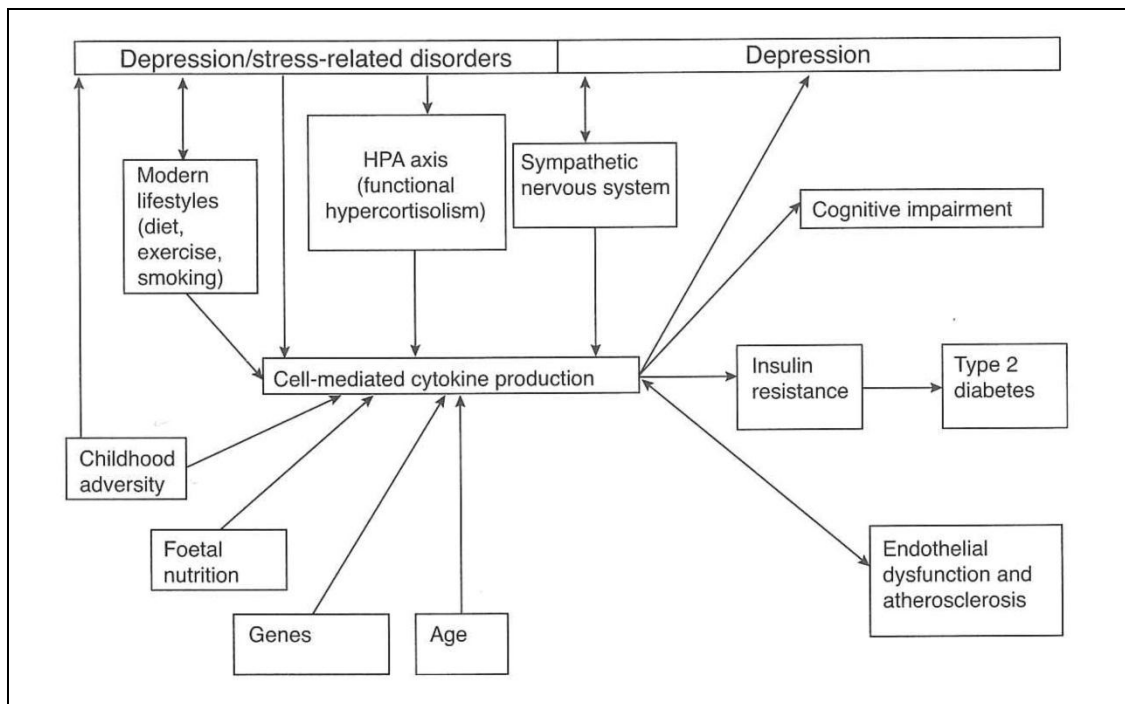 Depression/stress-related disorders
Depression
Modern
lifestyles
(diet,
exercise,
smoking)
HPA axis
(functional
hypercortisolism)
Sympathetic
nervous system
Cognitive impairment
Cell-mediated cytokine production
Insulin
resistance
Type 2
diabetes
Childhood
adversity
Foetal
nutrition
Genes
Age
Endothelial
dysfunction and
atherosclerosis